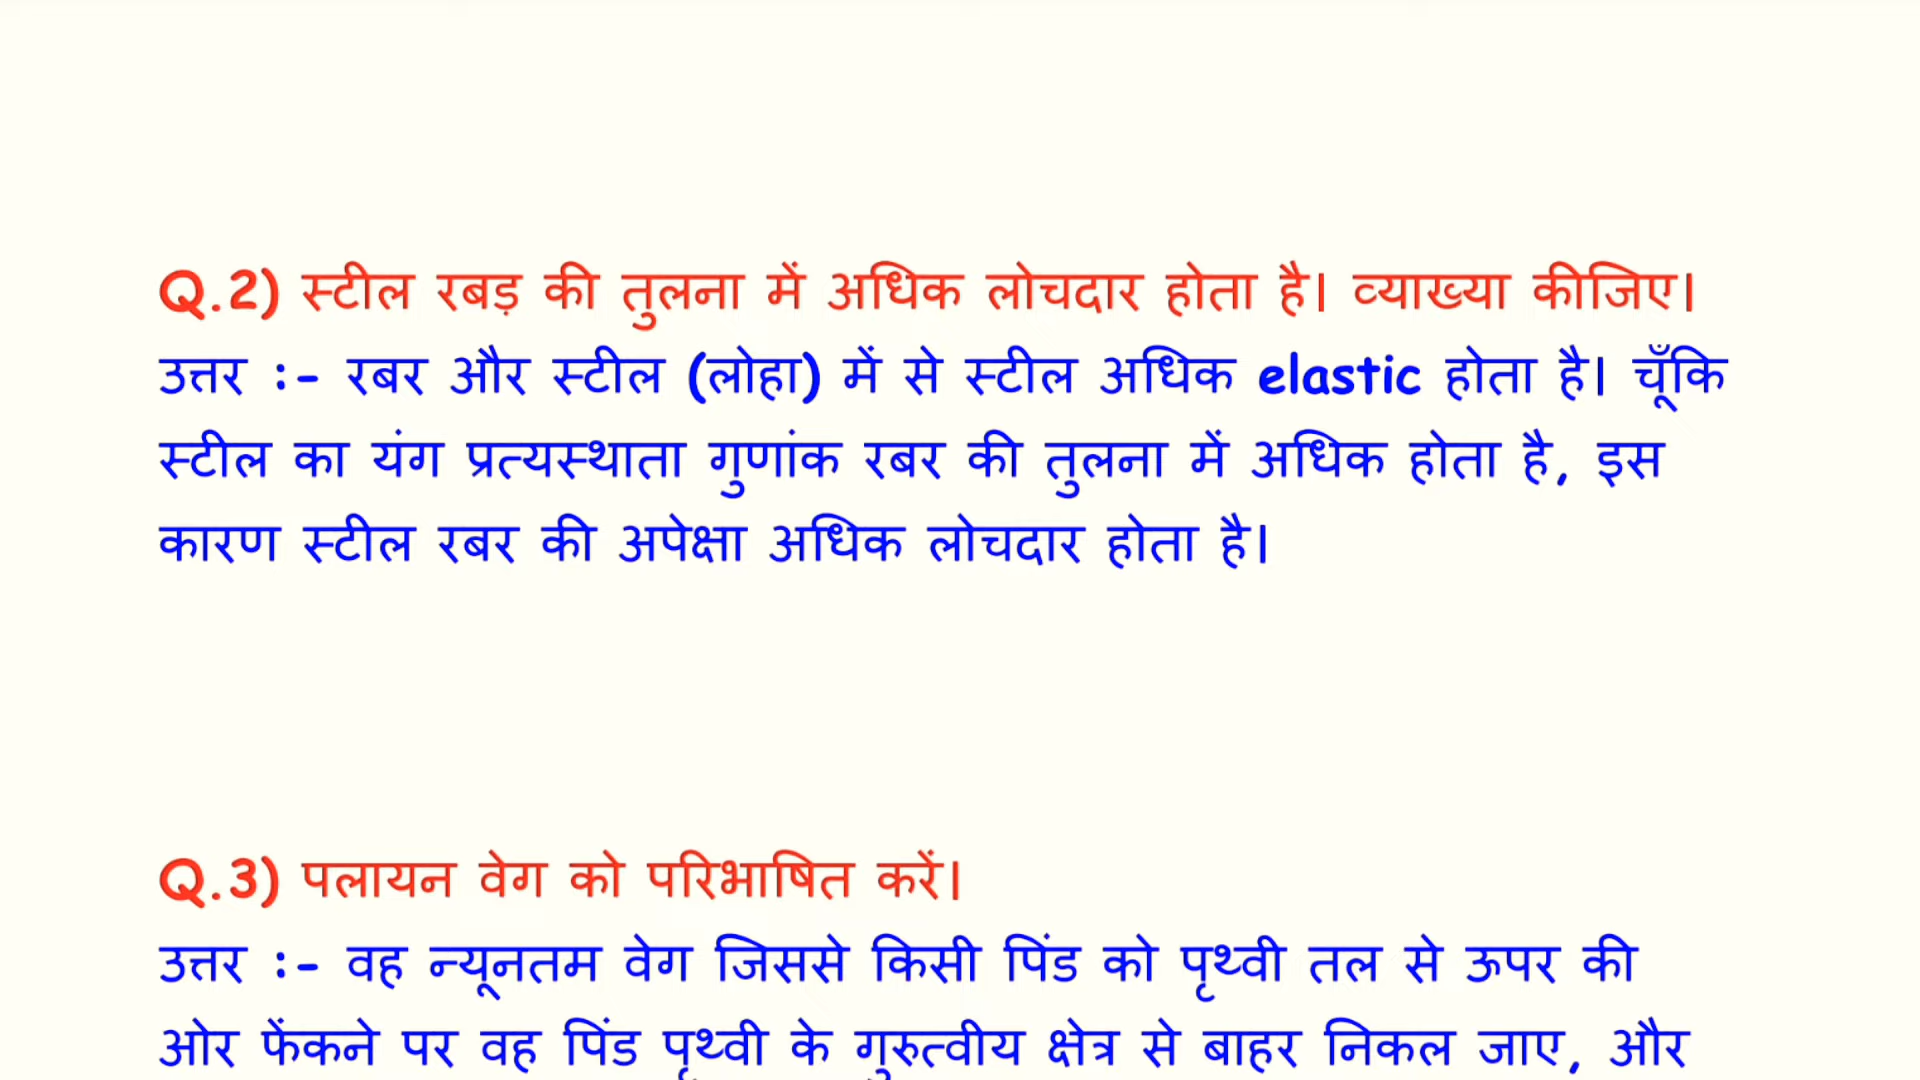 Q.2) स्टील रबड़ की तुलना में अधिक लोचदार होता है। व्याख्या कीजिए।
उत्तर :- रबर और स्टील (लोहा) में से स्टील अधिक elastic होता है। चूँकि
स्टील का यंग प्रत्यस्थाता गुणांक रबर की तुलना में अधिक होता है, इस
कारण स्टील रबर की अपेक्षा अधिक लोचदार होता है।
Q.3) पलायन वेग को परिभाषित करें।
उत्तर :- वह न्यूनतम वेग जिससे किसी पिंड को पृथ्वी तल से ऊपर की
ओर फेंकने पर वह पिंड पृथ्वी के गुरुत्वीय क्षेत्र से बाहर निकल जाए, और